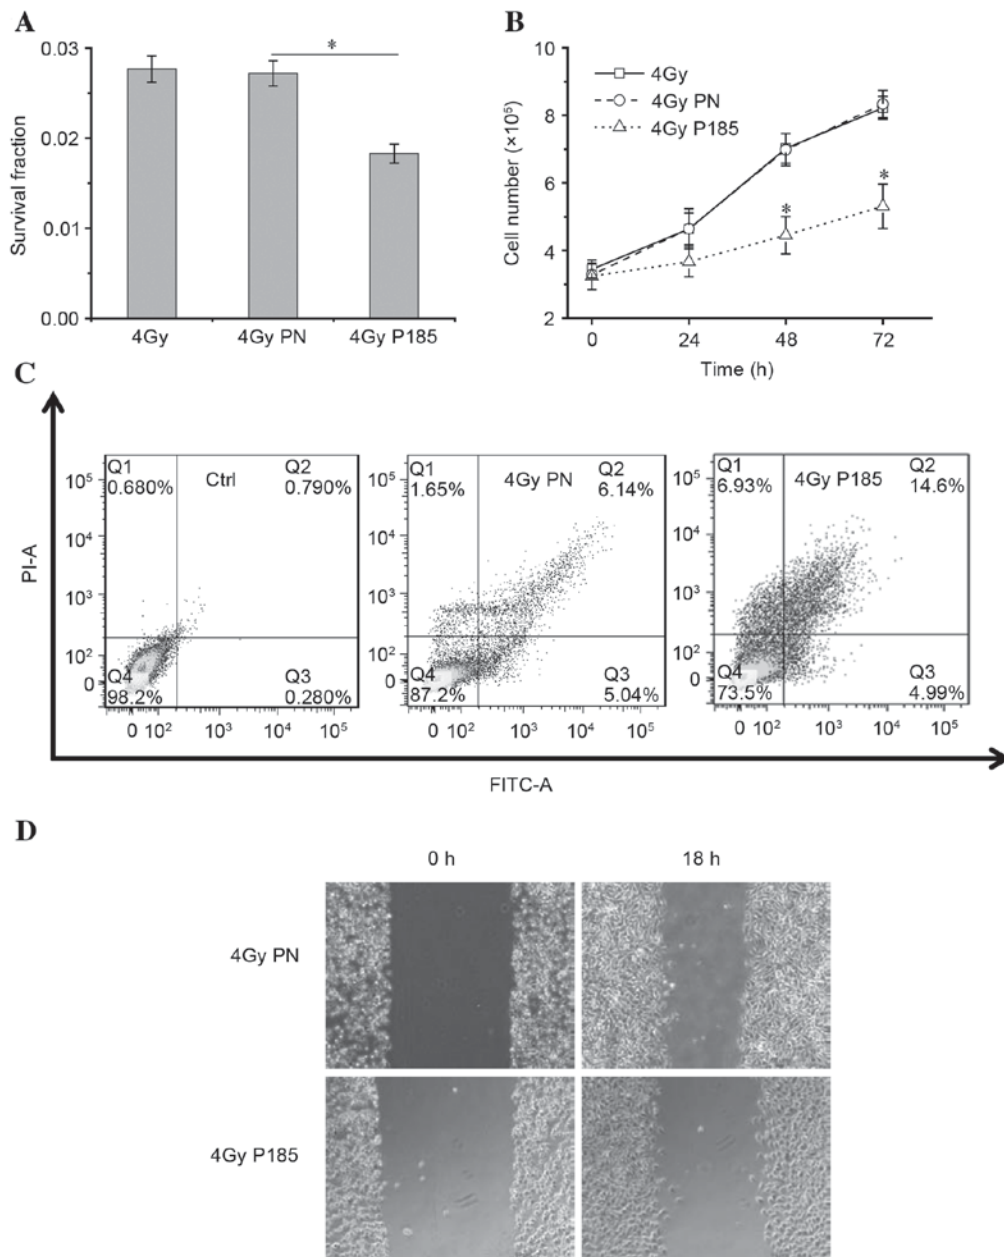 A
0.03
0.02
0.01
0.00
Survival fraction
*
4Gy
4Gy PN
4Gy P185
B
10
8
6
4
2
Cell number (×10⁵)
4Gy
4Gy PN
4Gy P185
*
*
0
24
48
72
Time (h)
C
PI-A
Q1
0.680%
Ctrl
Q2
0.790%
Q4
98.2%
Q3
0.280%
10⁵
10⁴
10³
10²
0
0 10² 10³ 10⁴ 10⁵
Q1
1.65%
4Gy PN
Q2
6.14%
Q4
87.2%
Q3
5.04%
10⁵
10⁴
10³
10²
0
0 10² 10³ 10⁴ 10⁵
Q1
6.93%
4Gy P185
Q2
14.6%
Q4
73.5%
Q3
4.99%
10⁵
10⁴
10³
10²
0
0 10² 10³ 10⁴ 10⁵
FITC-A
D
0 h
18 h
4Gy PN
4Gy P185